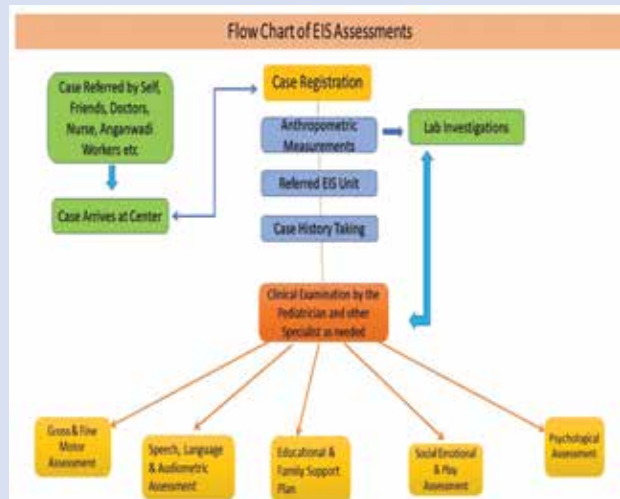 Flow Chart of EIS Assessments
Case Referred by Self,
Friends, Doctors,
Nurse, Anganwadi
Workers etc
Case Arrives at Center
Case Registration
Anthropometric
Measurements
Lab Investigations
Referred EIS Unit
Case History Taking
Clinical Examination by the
Pediatrician and other
Specialist as needed
Gross & Fine
Motor
Assessment
Speech, Language
& Audiometric
Assessment
Educational &
Family Support
Plan
Social Emotional
& Play
Assessment
Psychological
Assessment